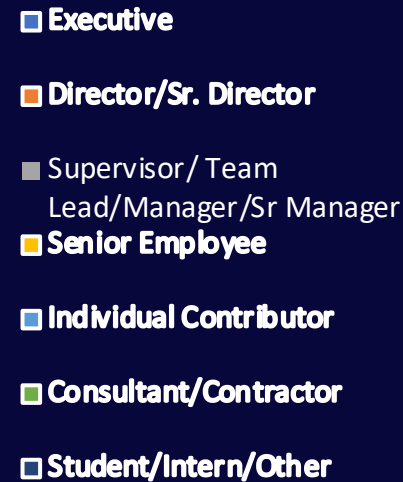 Executive
Director/Sr. Director
Supervisor/ Team
Lead/Manager/Sr Manager
Senior Employee
Individual Contributor
Consultant/Contractor
Student/Intern/Other